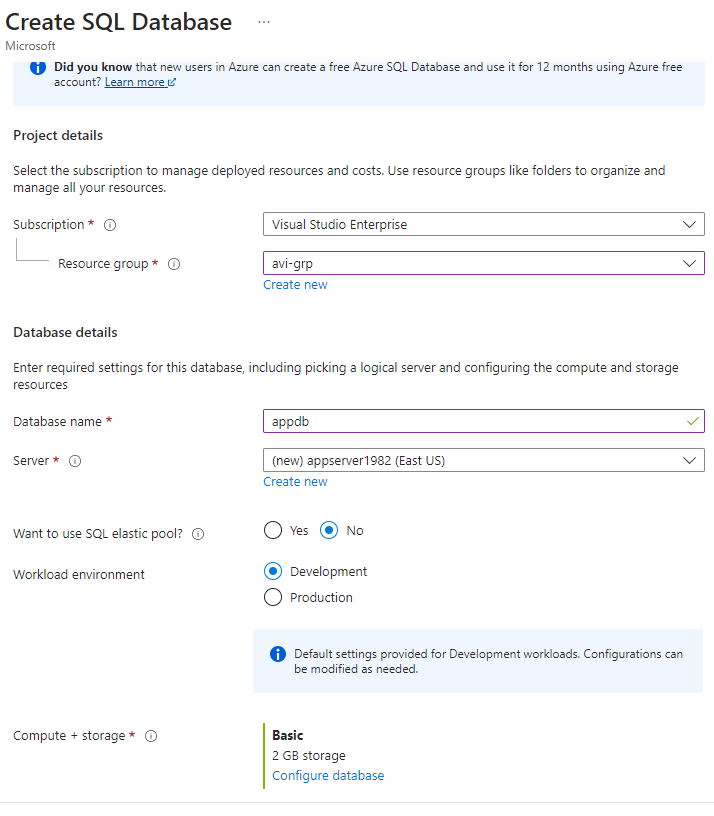 Create SQL Database ...
Microsoft
Did you know that new users in Azure can create a free Azure SQL Database and use it for 12 months using Azure free
account? Learn more
Project details
Select the subscription to manage deployed resources and costs. Use resource groups like folders to organize and
manage all your resources.
Subscription * Visual Studio Enterprise
Resource group * avi-grp
Create new
Database details
Enter required settings for this database, including picking a logical server and configuring the compute and storage
resources
Database name * appdb
Server * (new) appserver1982 (East US)
Create new
Want to use SQL elastic pool? Yes No
Workload environment Development
Production
Default settings provided for Development workloads. Configurations can
be modified as needed.
Compute + storage * Basic
2 GB storage
Configure database